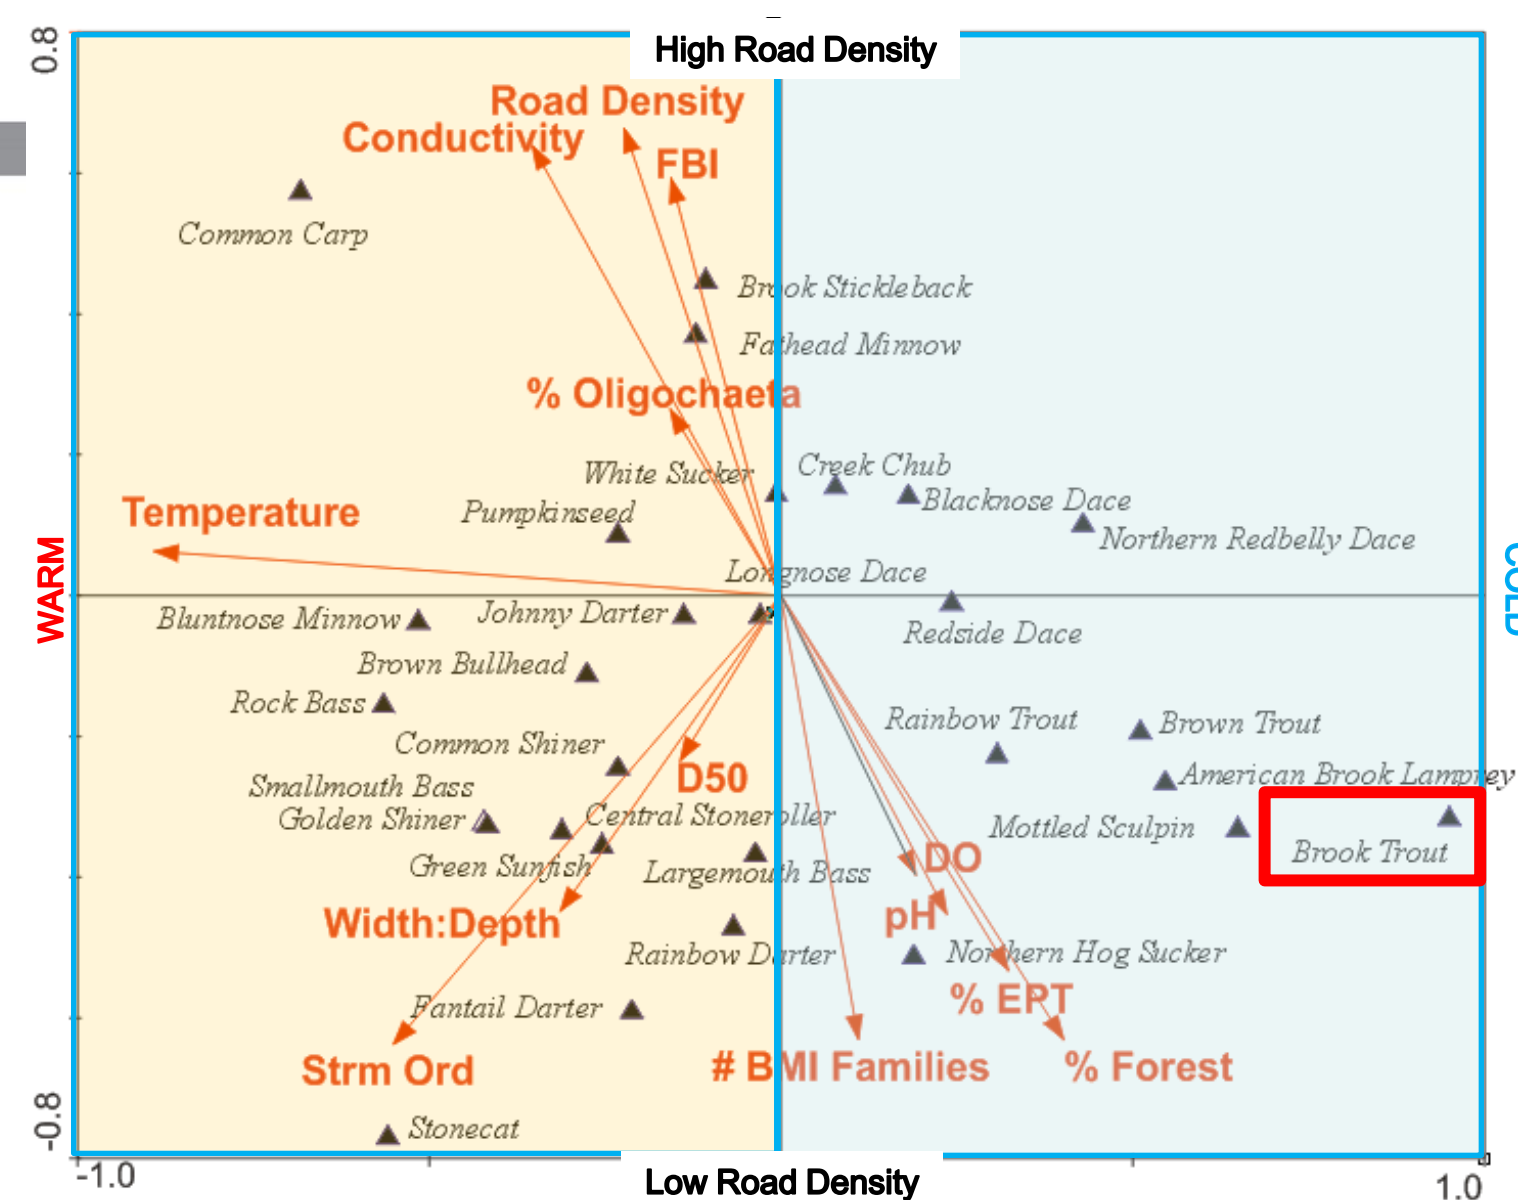 High Road Density
0.8
Road Density
Conductivity
FBI
Common Carp
Brook Stickleback
Fathead Minnow
% Oligochaeta
White Sucker
Creek Chub
Blacknose Dace
Pumpkinseed
Northern Redbelly Dace
Temperature
Longnose Dace
WARM
COLD
Bluntnose Minnow
Johnny Darter
Redside Dace
Brown Bullhead
Rock Bass
Rainbow Trout
Brown Trout
Common Shiner
D50
American Brook Lamprey
Smallmouth Bass
Golden Shiner
Central Stoneroller
Mottled Sculpin
Brook Trout
Green Sunfish
Largemouth Bass
DO
pH
Width:Depth
Rainbow Darter
Northern Hog Sucker
% EPT
Fantail Darter
Strm Ord
# BMI Families
% Forest
Stonecat
-0.8
-1.0
Low Road Density
1.0